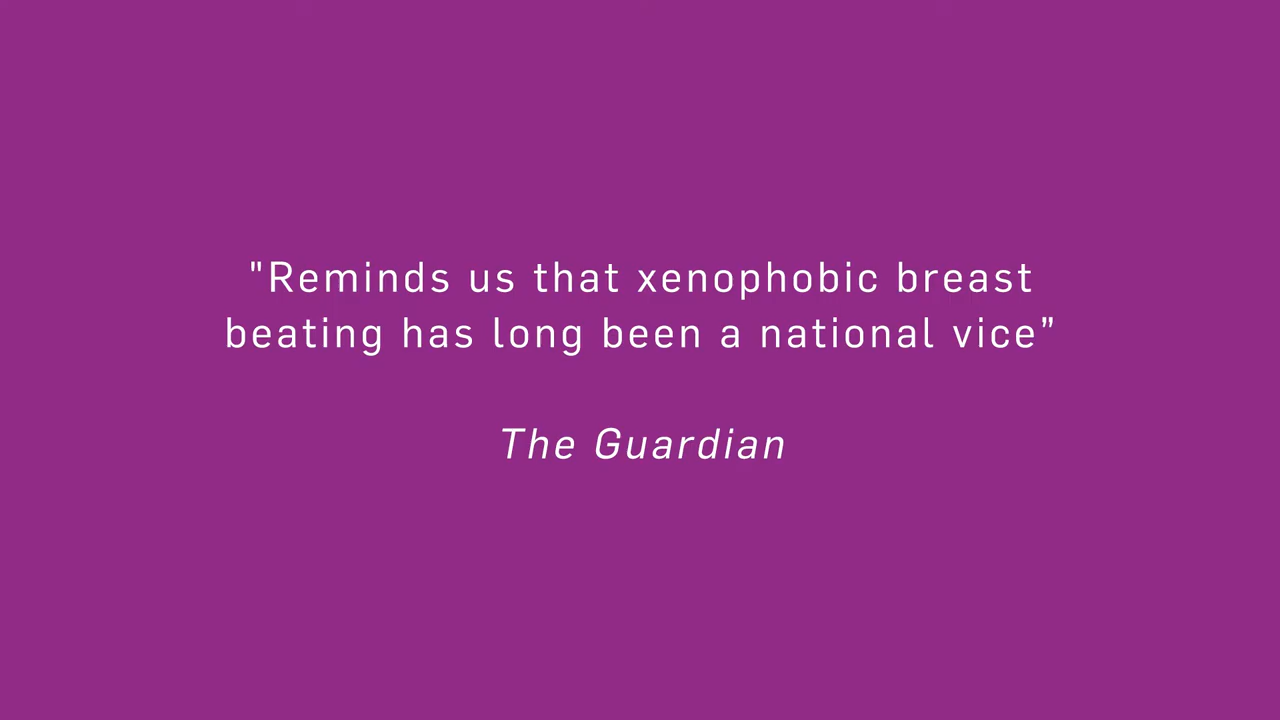 "Reminds us that xenophobic breast
beating has long been a national vice”
The Guardian